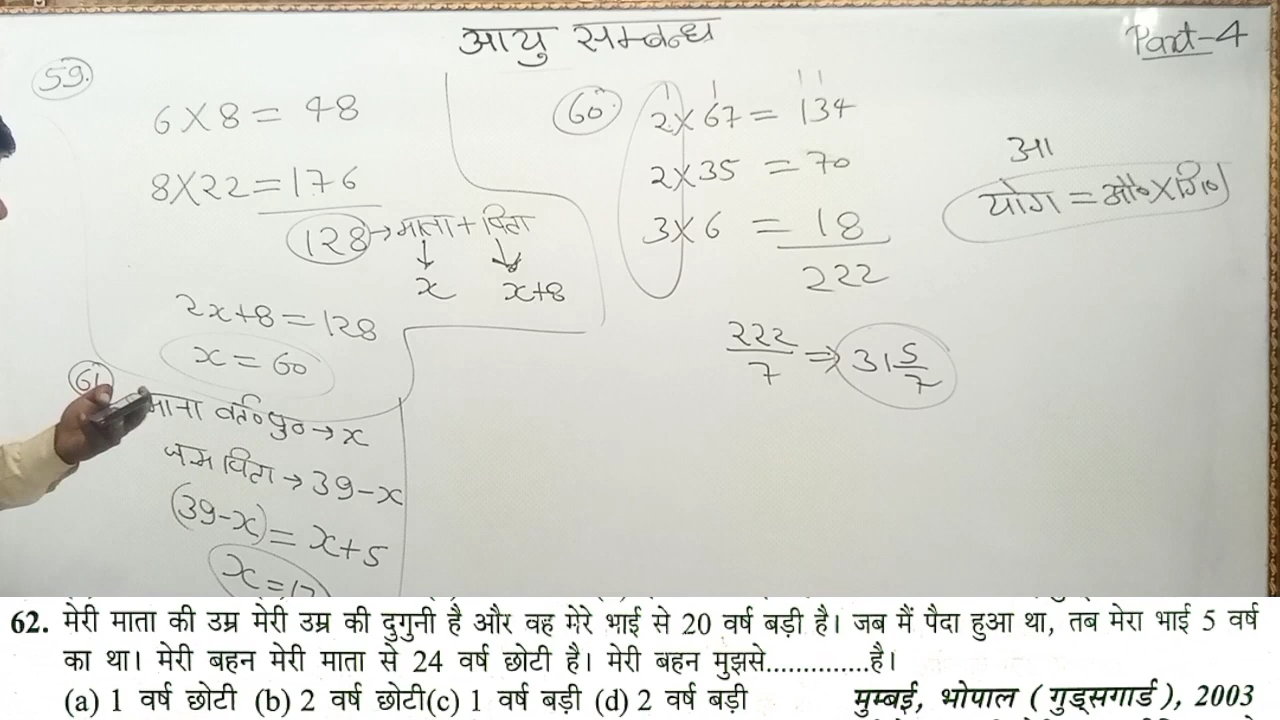 आयु सम्बन्ध
Part-4
59.
6×8=48
8×22=176
128→माता+पिता
x x+8
2x+8=128
x=60
60
2×67=134
2×35=70
3×6=18
222
222/7 ⇒ 31 5/7
आ
योग=औ०×गि०
61
माना वर्त०पु०→x
जन्म पिता→39-x
(39-x)=x+5
x=17
62. मेरी माता की उम्र मेरी उम्र की दुगुनी है और वह मेरे भाई से 20 वर्ष बड़ी है। जब मैं पैदा हुआ था, तब मेरा भाई 5 वर्ष
का था। मेरी बहन मेरी माता से 24 वर्ष छोटी है। मेरी बहन मुझसे..............है।
(a) 1 वर्ष छोटी (b) 2 वर्ष छोटी(c) 1 वर्ष बड़ी (d) 2 वर्ष बड़ी
मुम्बई, भोपाल (गुड्सगार्ड), 2003